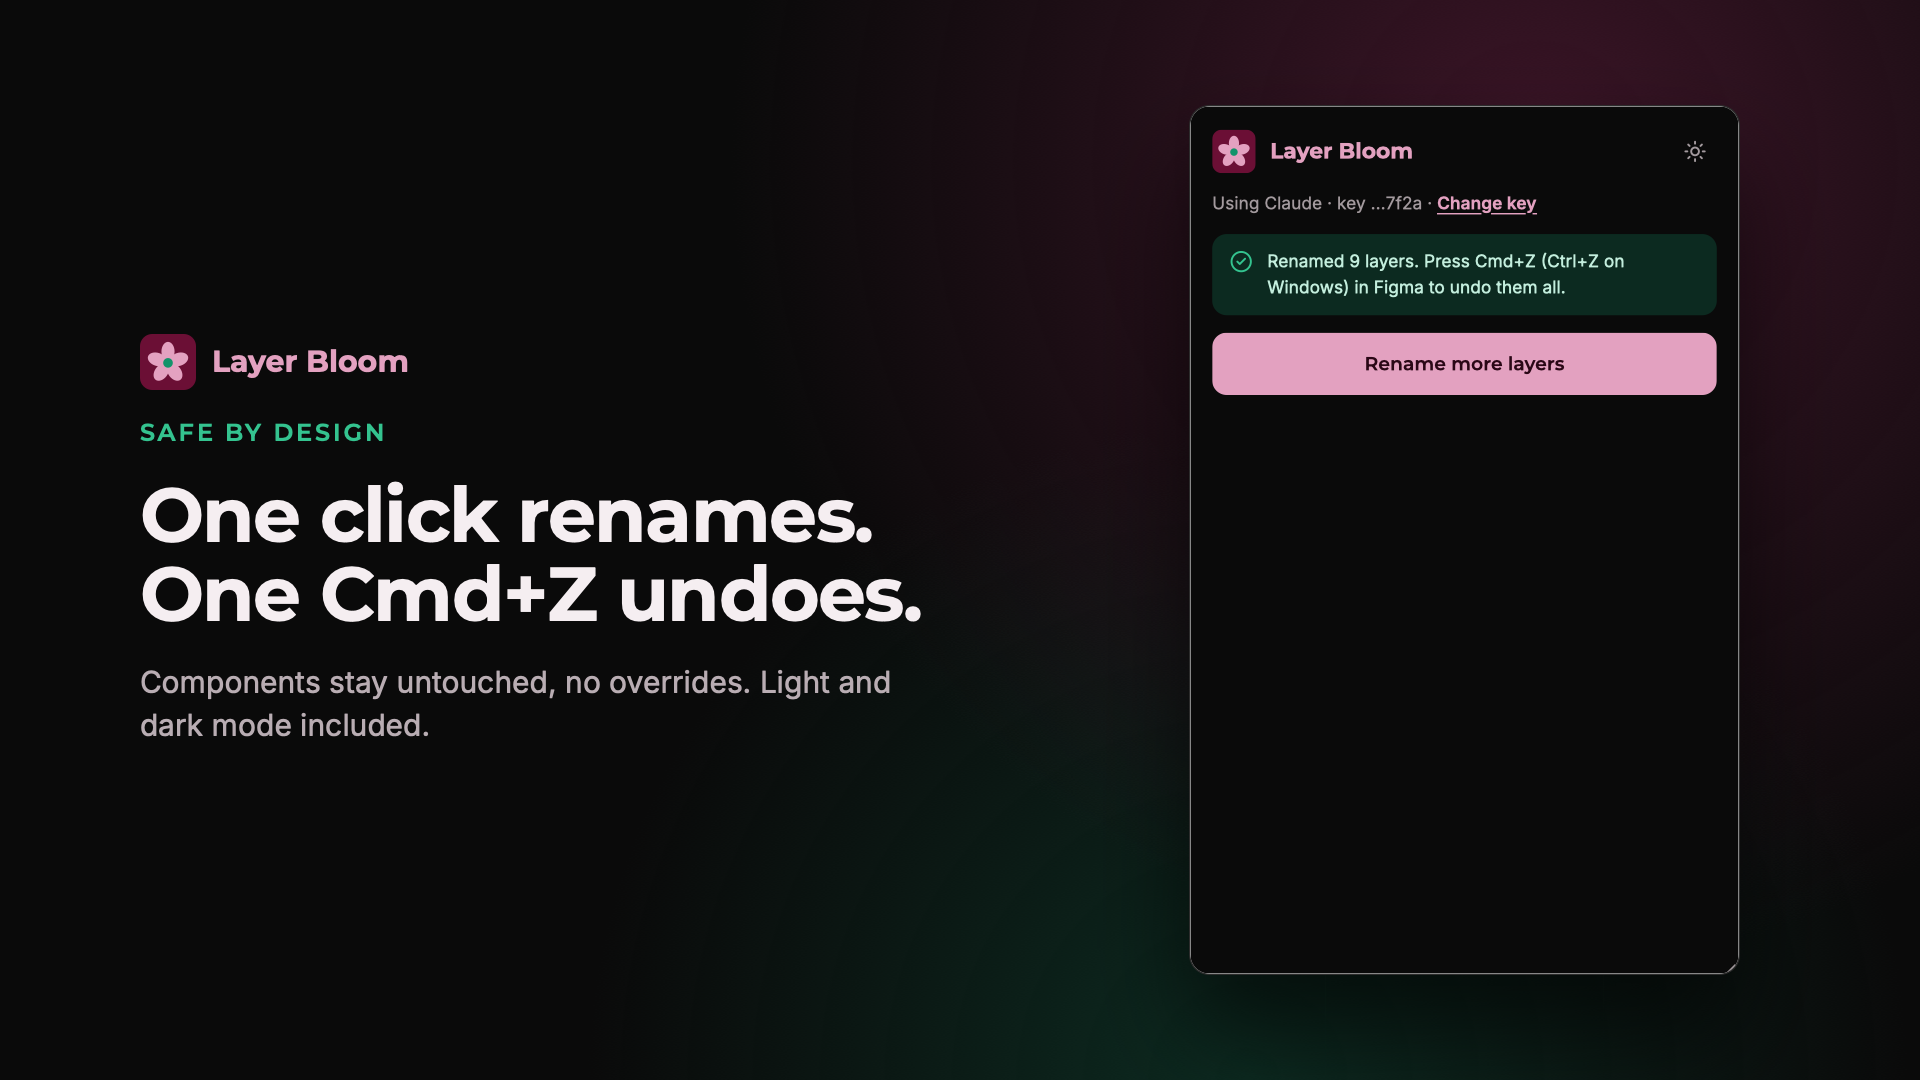 Layer Bloom
SAFE BY DESIGN
One click renames.
One Cmd+Z undoes.
Components stay untouched, no overrides. Light and
dark mode included.
Layer Bloom
Using Claude · key ...7f2a · Change key
Renamed 9 layers. Press Cmd+Z (Ctrl+Z on
Windows) in Figma to undo them all.
Rename more layers